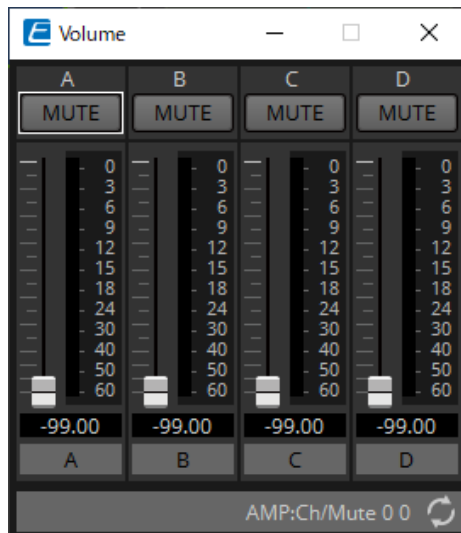 E Volume
A B C D
MUTE MUTE MUTE MUTE
0 0 0 0
3 3 3 3
6 6 6 6
9 9 9 9
12 12 12 12
15 15 15 15
18 18 18 18
24 24 24 24
30 30 30 30
40 40 40 40
50 50 50 50
60 60 60 60
-99.00 -99.00 -99.00 -99.00
A B C D
AMP:Ch/Mute 0 0